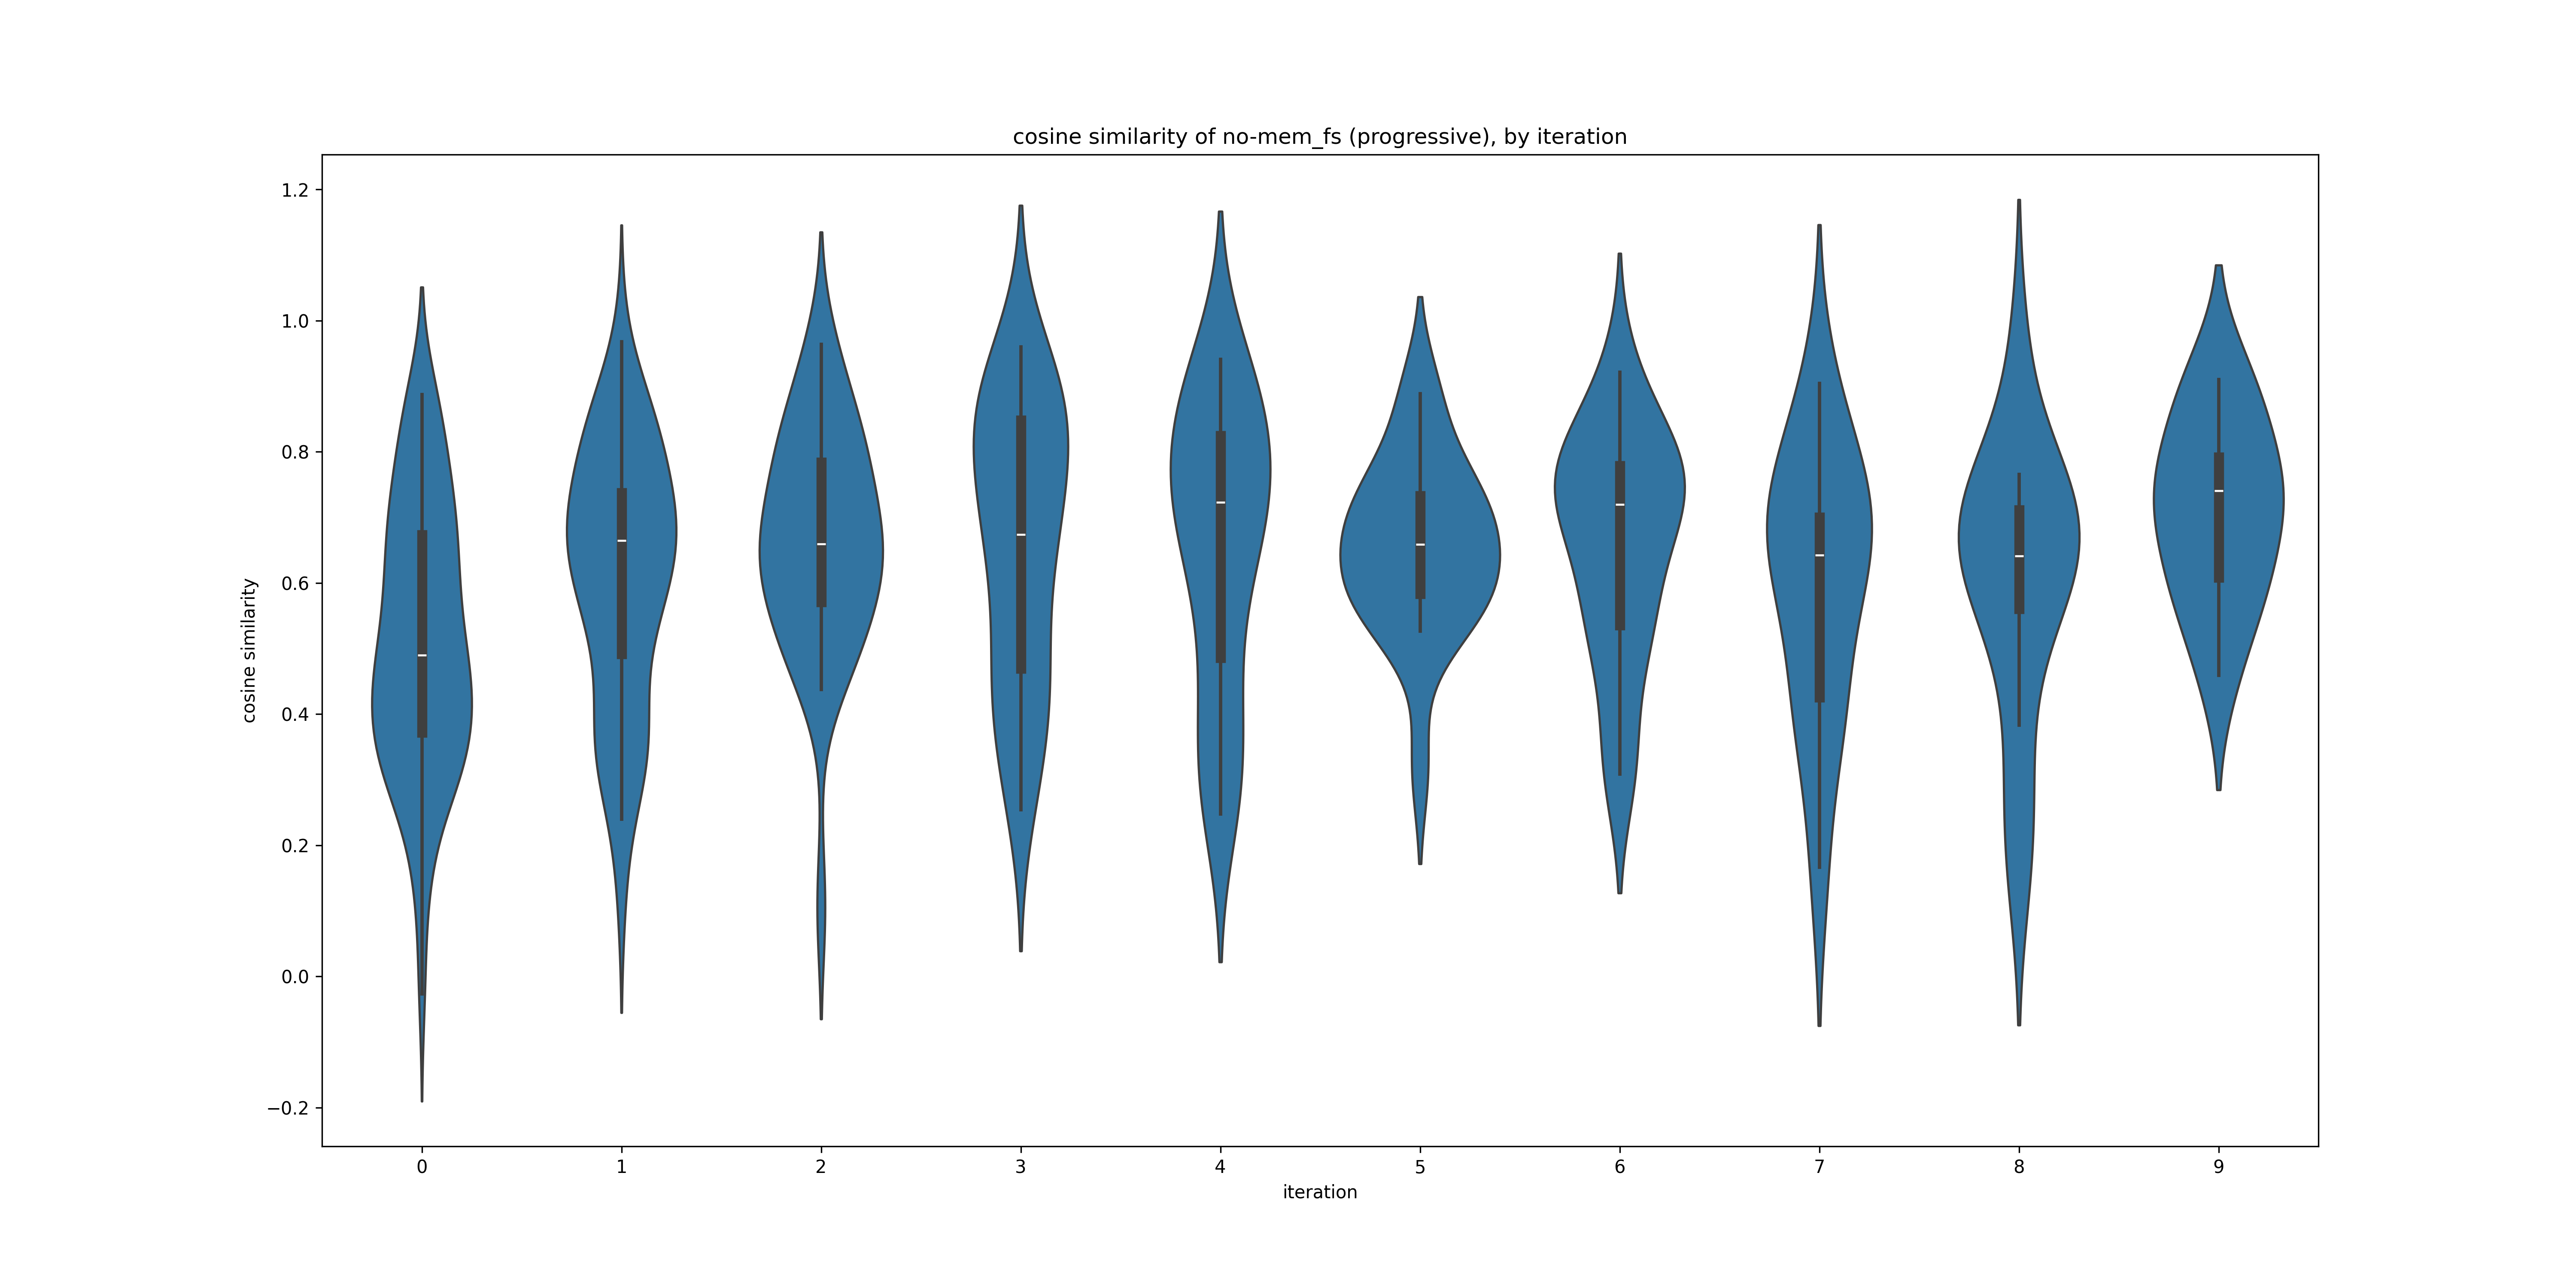 cosine similarity of no-mem_fs (progressive), by iteration
cosine similarity
1.2
1.0
0.8
0.6
0.4
0.2
0.0
−0.2
0 1 2 3 4 5 6 7 8 9
iteration